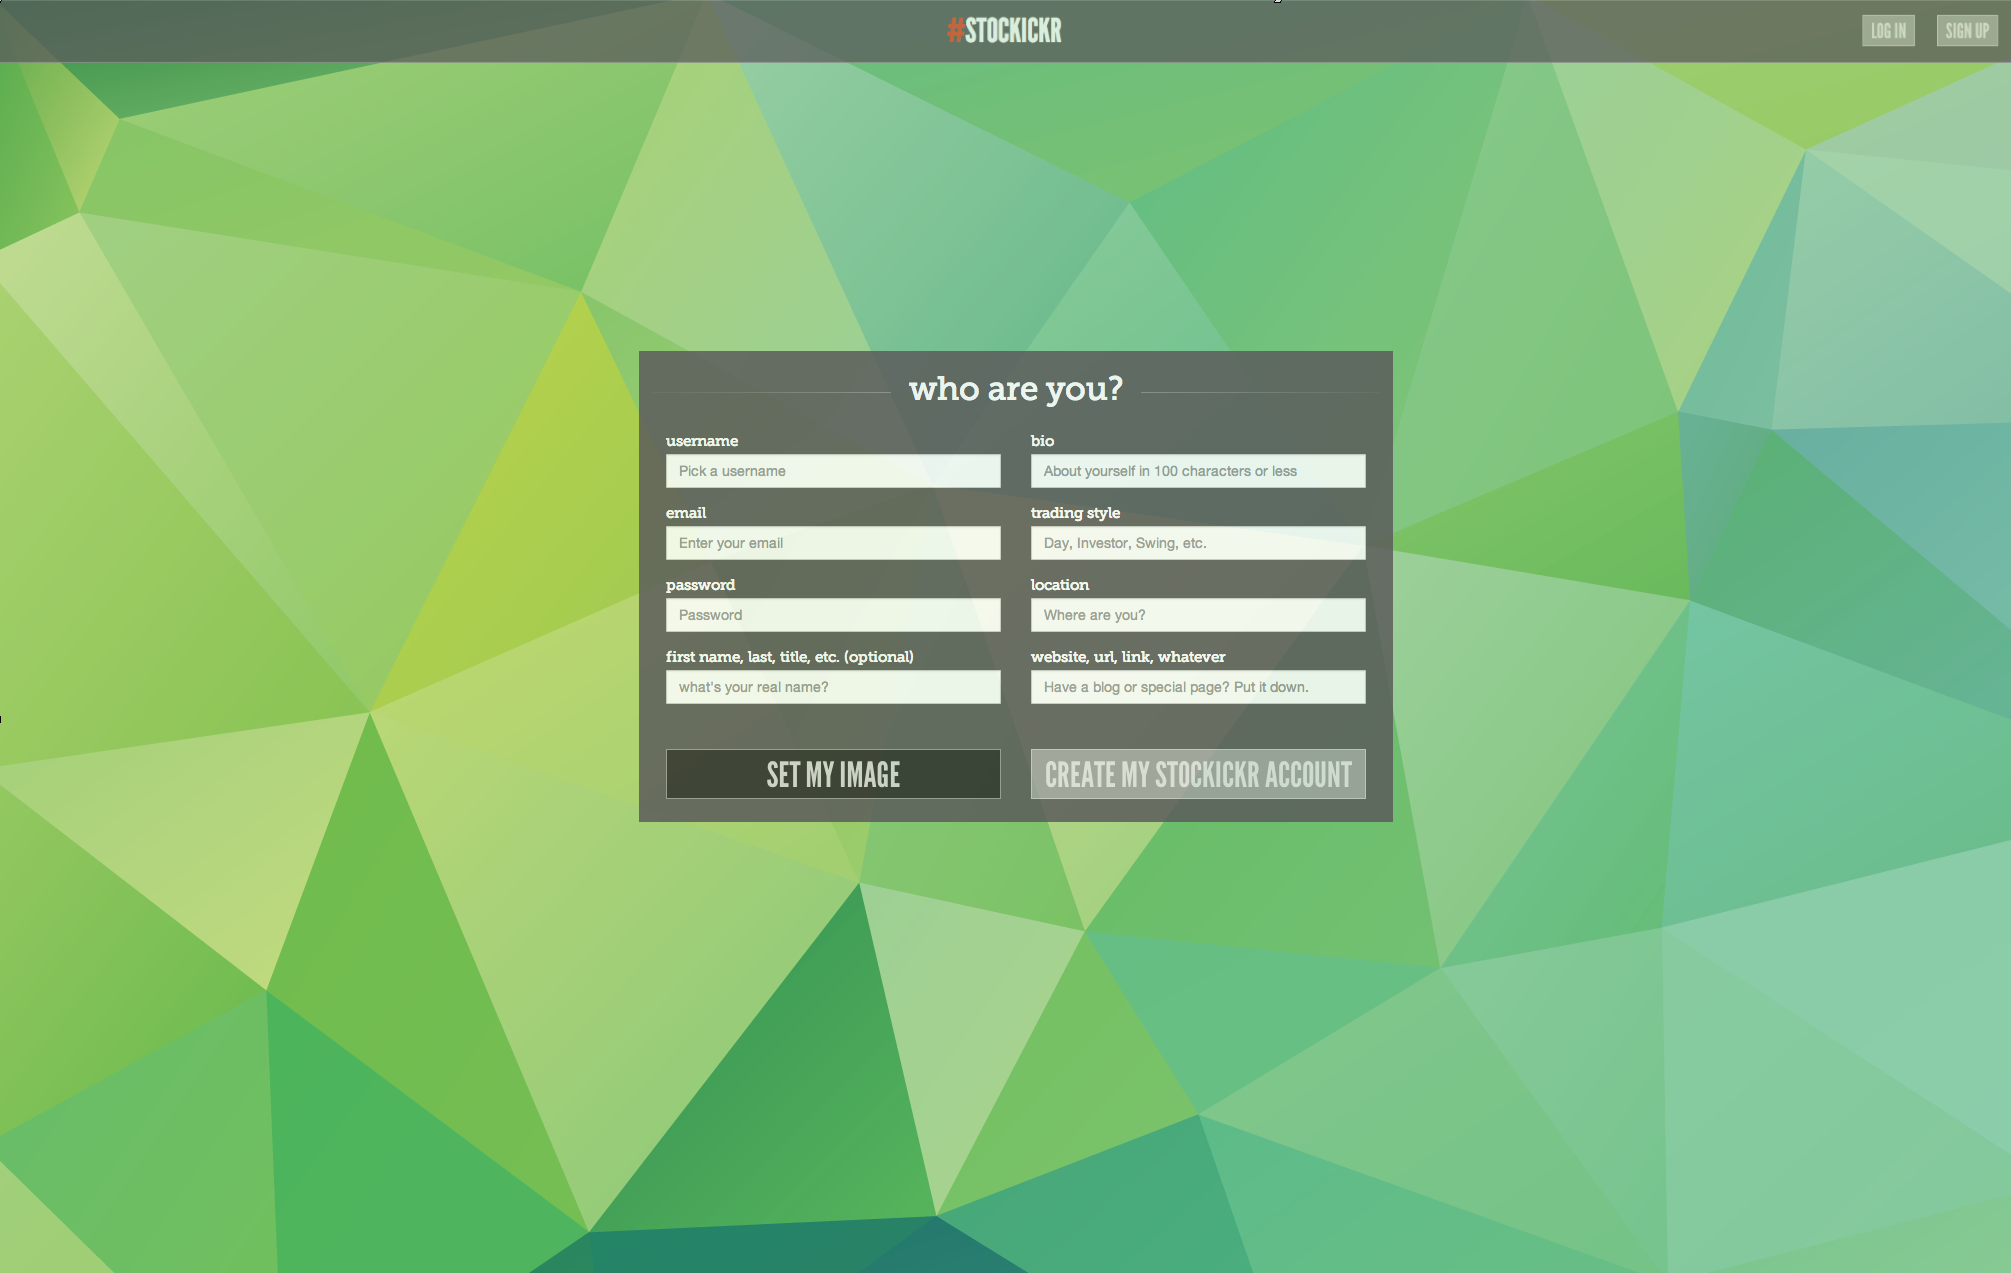 #STOCKICKR
LOG IN
SIGN UP
who are you?
username
Pick a username
bio
About yourself in 100 characters or less
email
Enter your email
trading style
Day, Investor, Swing, etc.
password
Password
location
Where are you?
first name, last, title, etc. (optional)
what's your real name?
website, url, link, whatever
Have a blog or special page? Put it down.
SET MY IMAGE
CREATE MY STOCKICKR ACCOUNT